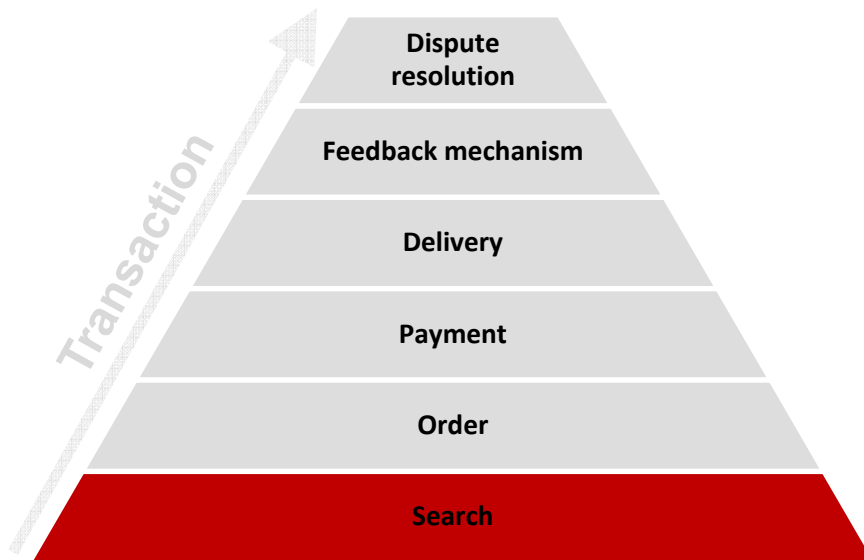 Dispute
resolution
Feedback mechanism
Delivery
Payment
Order
Search
Transaction